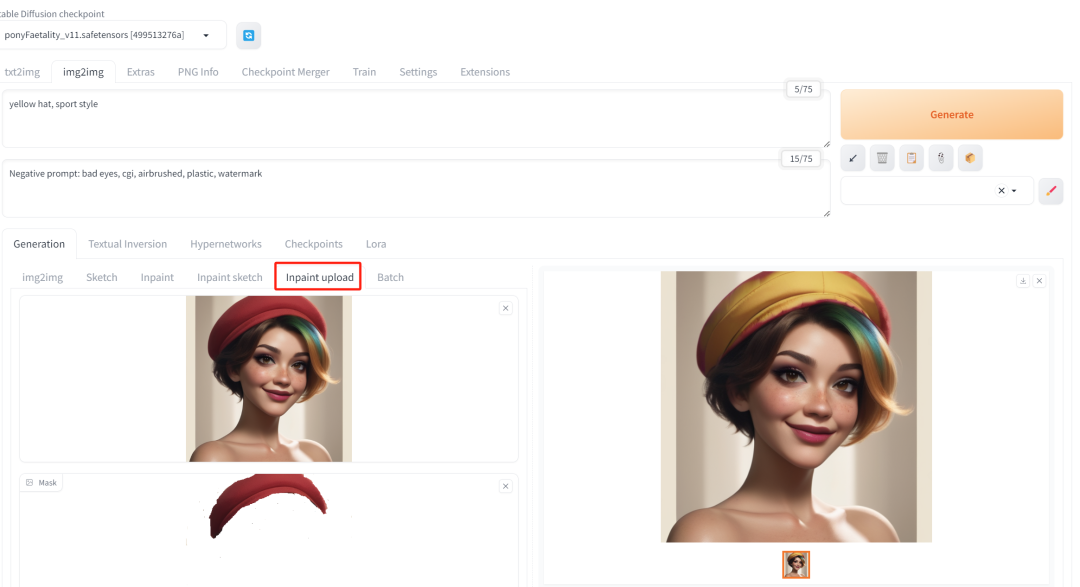 table Diffusion checkpoint
ponyFaetality_v11.safetensors [499513276a]
txt2img img2img Extras PNG Info Checkpoint Merger Train Settings Extensions
5/75
yellow hat, sport style
Generate
15/75
Negative prompt: bad eyes, cgi, airbrushed, plastic, watermark
Generation Textual Inversion Hypernetworks Checkpoints Lora
img2img Sketch Inpaint Inpaint sketch Inpaint upload Batch
Mask